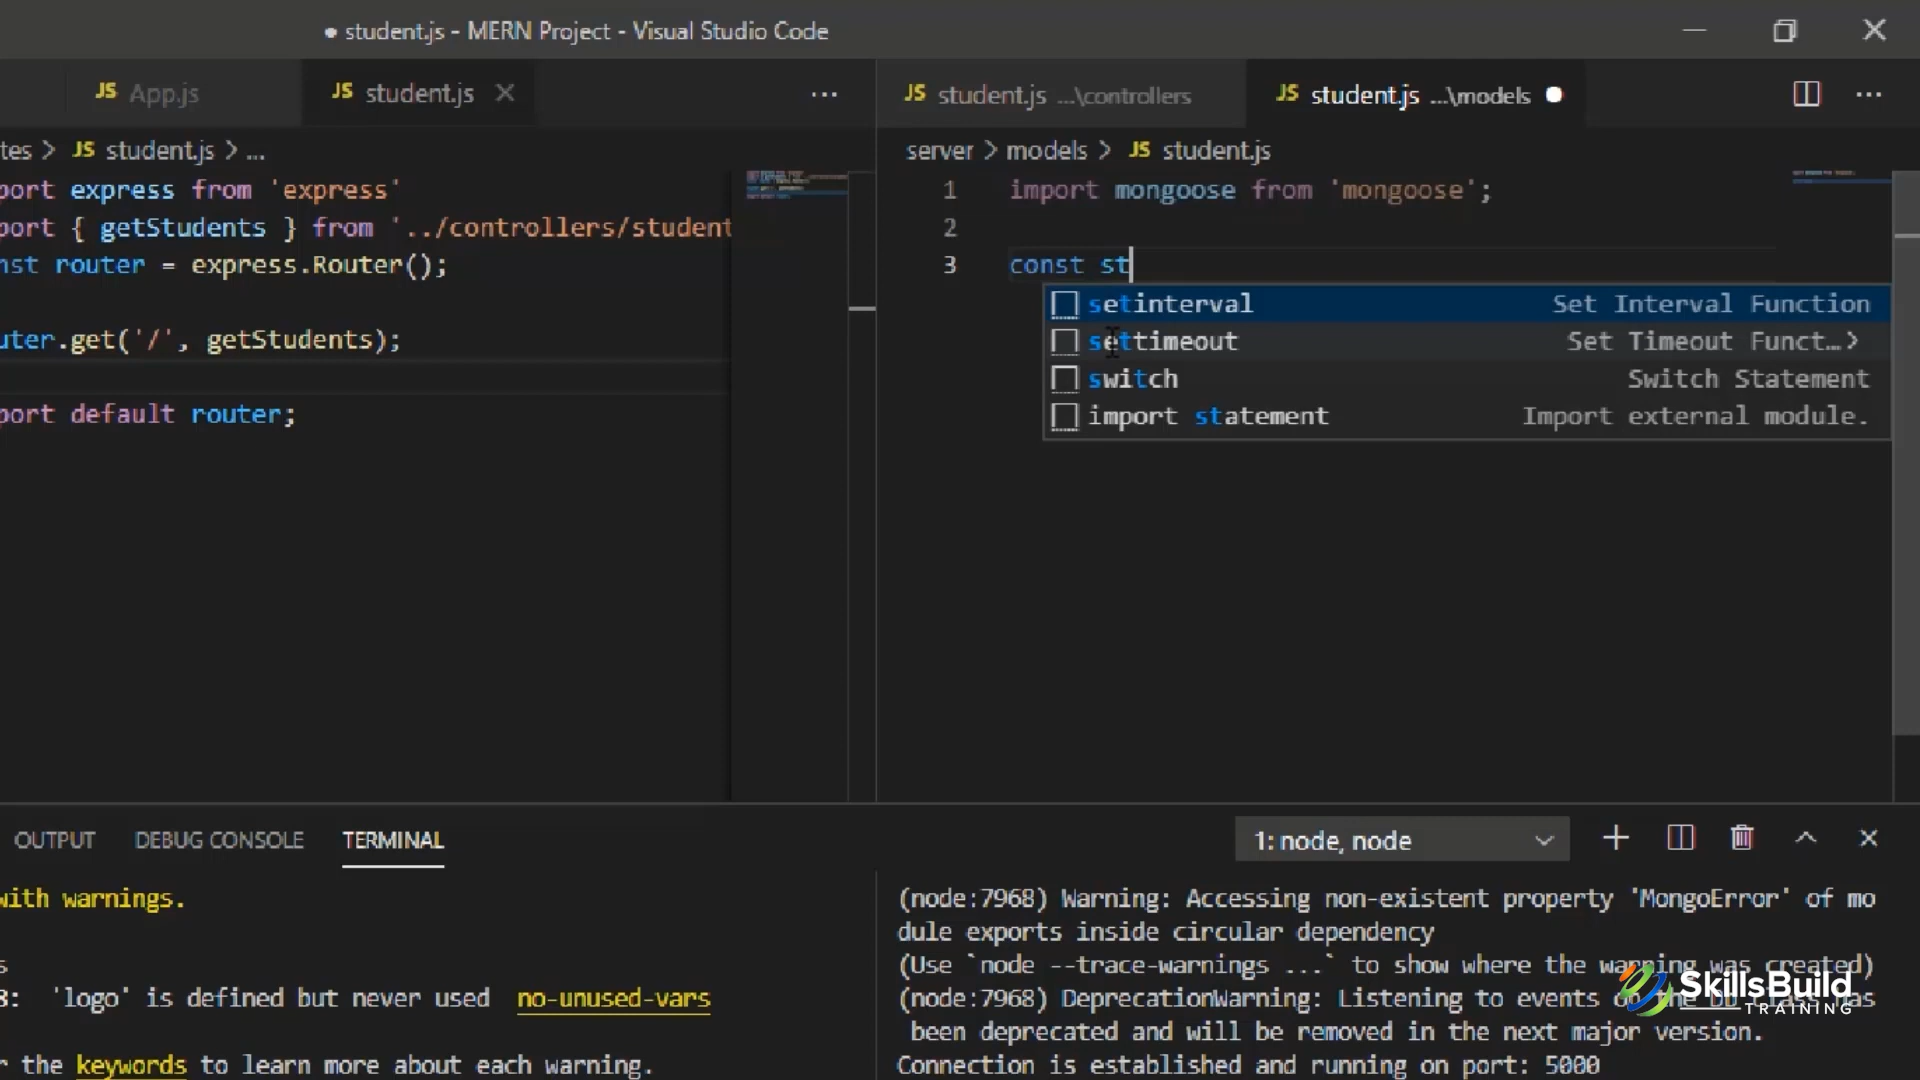 ● student.js - MERN Project - Visual Studio Code
JS App.js
JS student.js
tes > JS student.js > ...
port express from 'express'
port { getStudents } from '../controllers/student
nst router = express.Router();
uter.get('/', getStudents);
port default router;
JS student.js ...\controllers
JS student.js ...\models
server > models > JS student.js
1 import mongoose from 'mongoose';
2
3 const st
setinterval Set Interval Function
settimeout Set Timeout Funct...>
switch Switch Statement
import statement Import external module.
OUTPUT DEBUG CONSOLE TERMINAL
1: node, node
with warnings.
s
8: 'logo' is defined but never used no-unused-vars
r the keywords to learn more about each warning.
(node:7968) Warning: Accessing non-existent property 'MongoError' of mo
dule exports inside circular dependency
(Use `node --trace-warnings ...` to show where the warning was created)
(node:7968) DeprecationWarning: Listening to events on the Db class has
been deprecated and will be removed in the next major version.
Connection is established and running on port: 5000
SkillsBuild
TRAINING